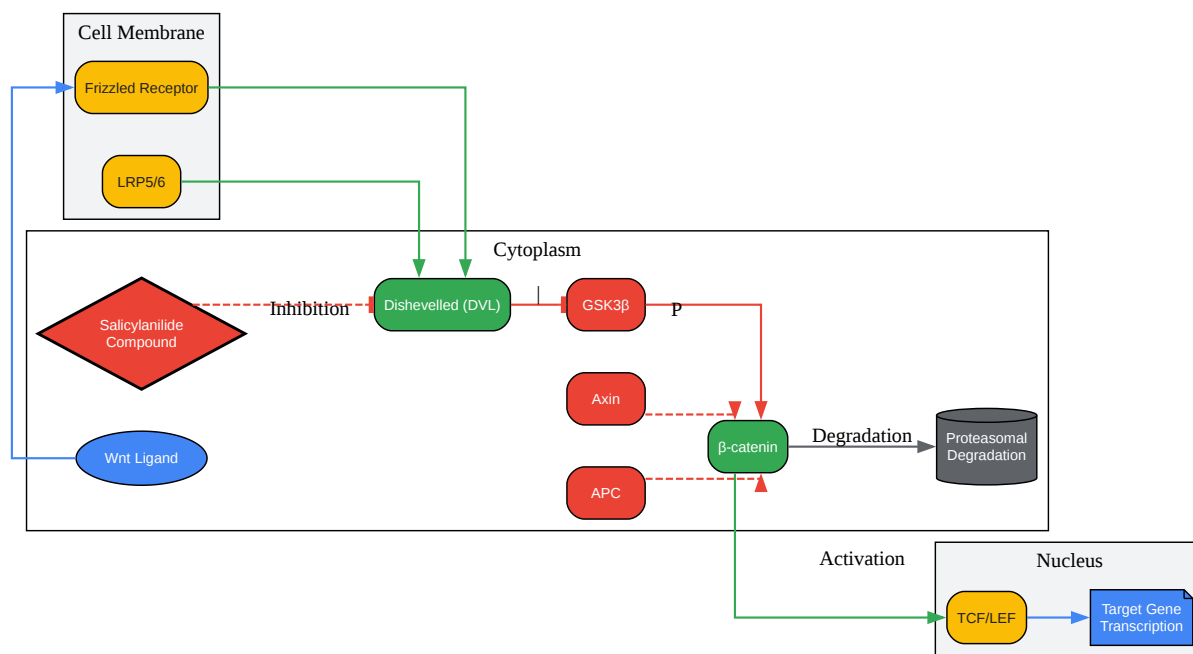 Cell Membrane
Frizzled Receptor
LRP5/6
Cytoplasm
Salicylanilide
Compound
Inhibition
Dishevelled (DVL)
GSK3β
P
Axin
APC
Wnt Ligand
β-catenin
Degradation
Proteasomal
Degradation
Activation
Nucleus
TCF/LEF
Target Gene
Transcription